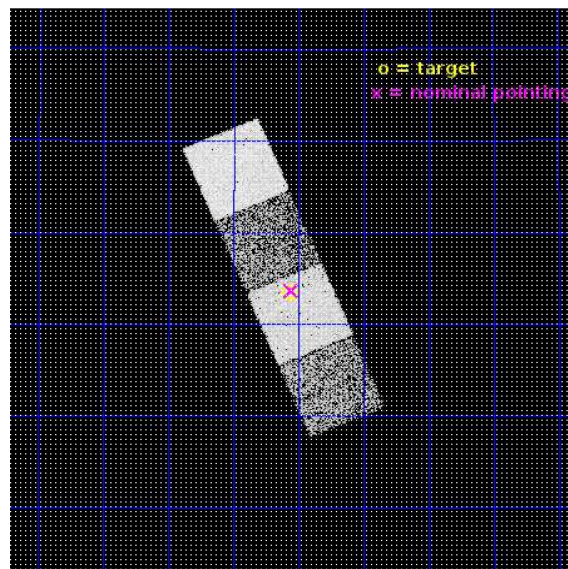 o = target
x = nominal pointing